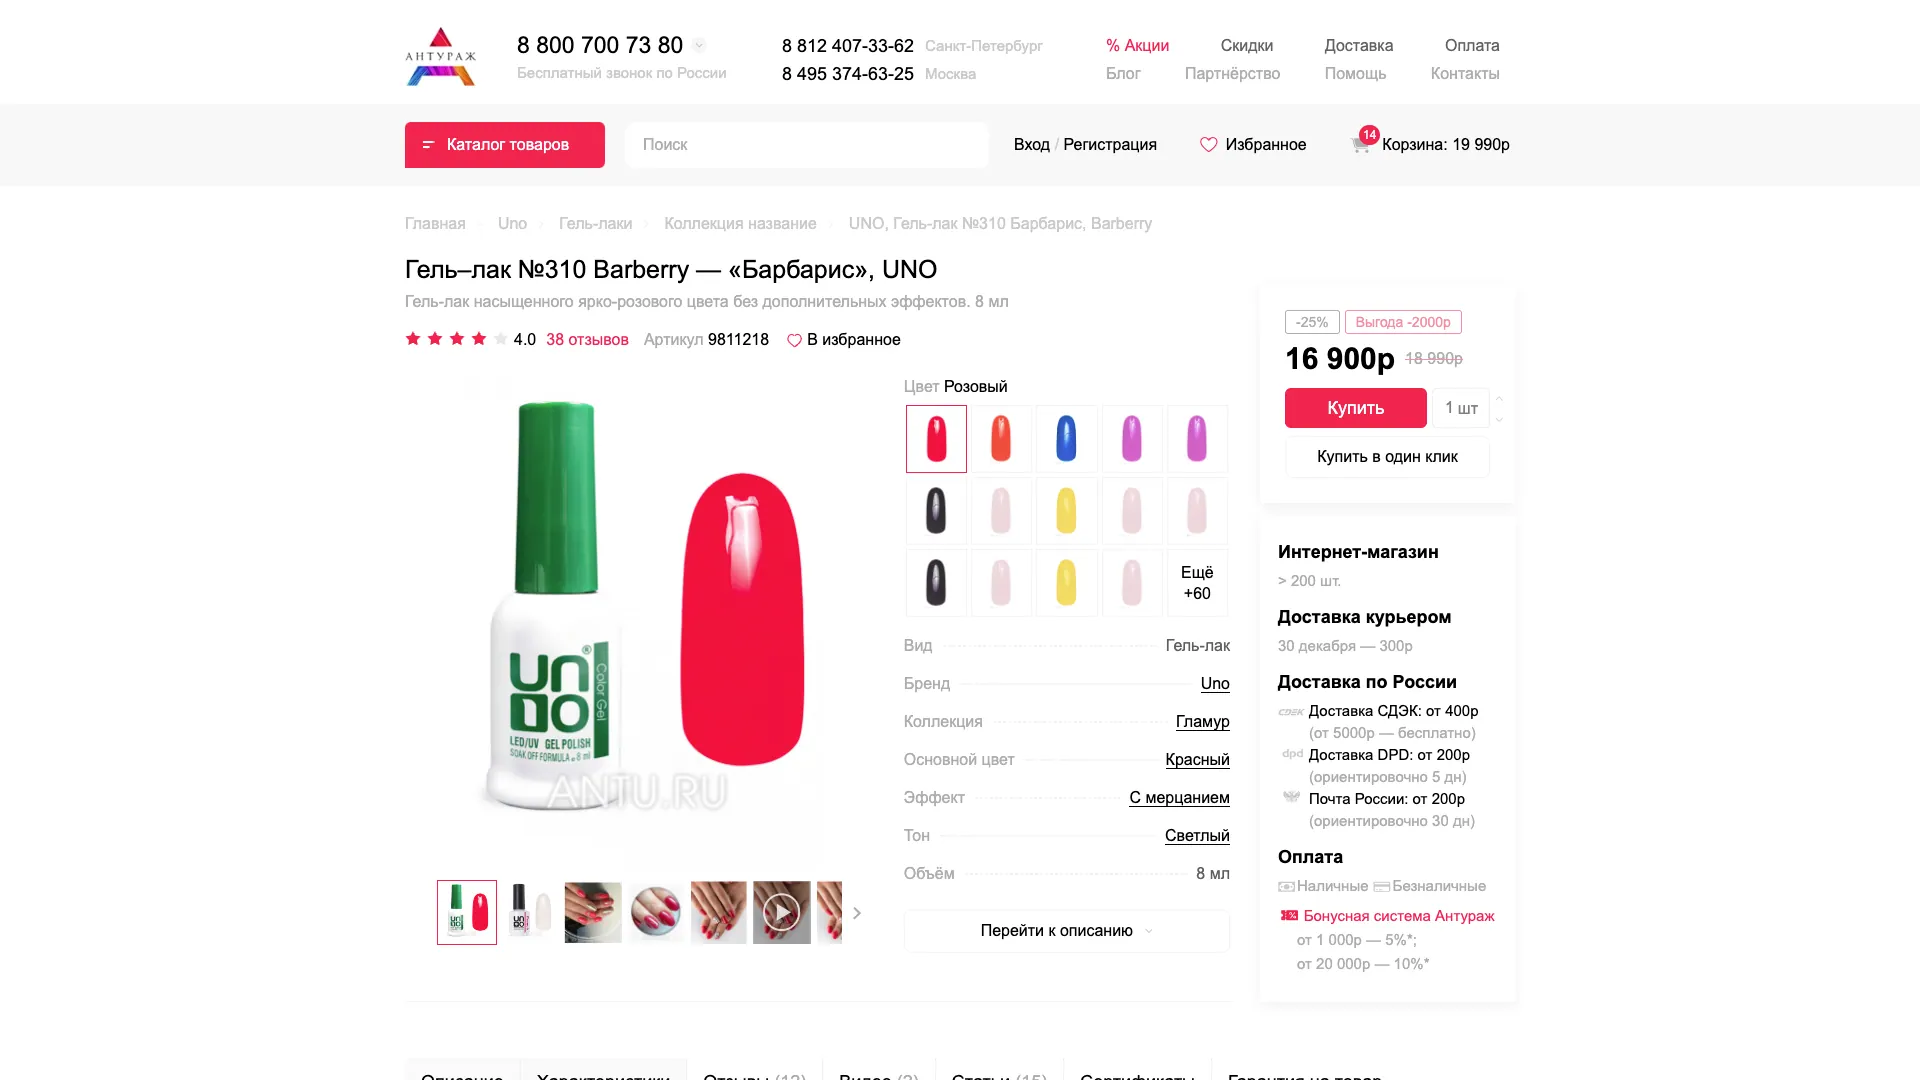 АНТУРАЖ
8 800 700 73 80
Бесплатный звонок по России
8 812 407-33-62 Санкт-Петербург
8 495 374-63-25 Москва
% Акции Скидки Доставка Оплата
Блог Партнёрство Помощь Контакты
Каталог товаров
Поиск
Вход / Регистрация
Избранное
14
Корзина: 19 990р
Главная Uno Гель-лаки Коллекция название UNO, Гель-лак №310 Барбарис, Barberry
Гель–лак №310 Barberry — «Барбарис», UNO
Гель-лак насыщенного ярко-розового цвета без дополнительных эффектов. 8 мл
4.0 38 отзывов Артикул 9811218 В избранное
UNO®
Color Gel
LED/UV GEL POLISH
SOAK OFF FORMULA 8 ml
ANTU.RU
Цвет Розовый
Ещё
+60
Вид Гель-лак
Бренд Uno
Коллекция Гламур
Основной цвет Красный
Эффект С мерцанием
Тон Светлый
Объём 8 мл
Перейти к описанию
-25% Выгода -2000р
16 900р 18 990р
Купить 1 шт
Купить в один клик
Интернет-магазин
> 200 шт.
Доставка курьером
30 декабря — 300р
Доставка по России
CDEK Доставка СДЭК: от 400р
(от 5000р — бесплатно)
dpd Доставка DPD: от 200р
(ориентировочно 5 дн)
Почта России: от 200р
(ориентировочно 30 дн)
Оплата
Наличные Безналичные
Бонусная система Антураж
от 1 000р — 5%*;
от 20 000р — 10%*
Описание Характеристики Отзывы (13) Видео (3) Статьи (15) Сертификаты Гарантия на товар